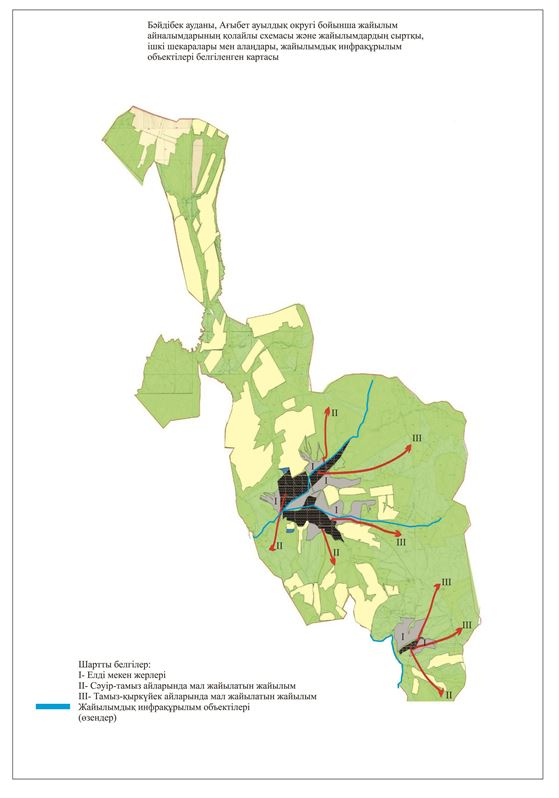 Бәйдібек ауданы, Ағыбет ауылдық округі бойынша жайылым
айналымдарының қолайлы схемасы және жайылымдардың сыртқы,
ішкі шекаралары мен алаңдары, жайылымдық инфрақұрылым
объектілері белгіленген картасы
II
III
I
I
I
I
III
II
II
III
III
I
II
Шартты белгілер:
I- Елді мекен жерлері
II- Сәуір-тамыз айларында мал жайылатын жайылым
III- Тамыз-қыркүйек айларында мал жайылатын жайылым
Жайылымдық инфрақұрылым объектілері
(өзендер)